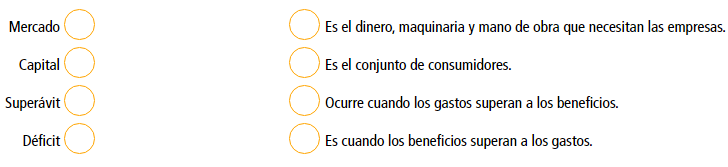 Mercado Es el dinero, maquinaria y mano de obra que necesitan las empresas.
Capital Es el conjunto de consumidores.
Superávit Ocurre cuando los gastos superan a los beneficios.
Déficit Es cuando los beneficios superan a los gastos.